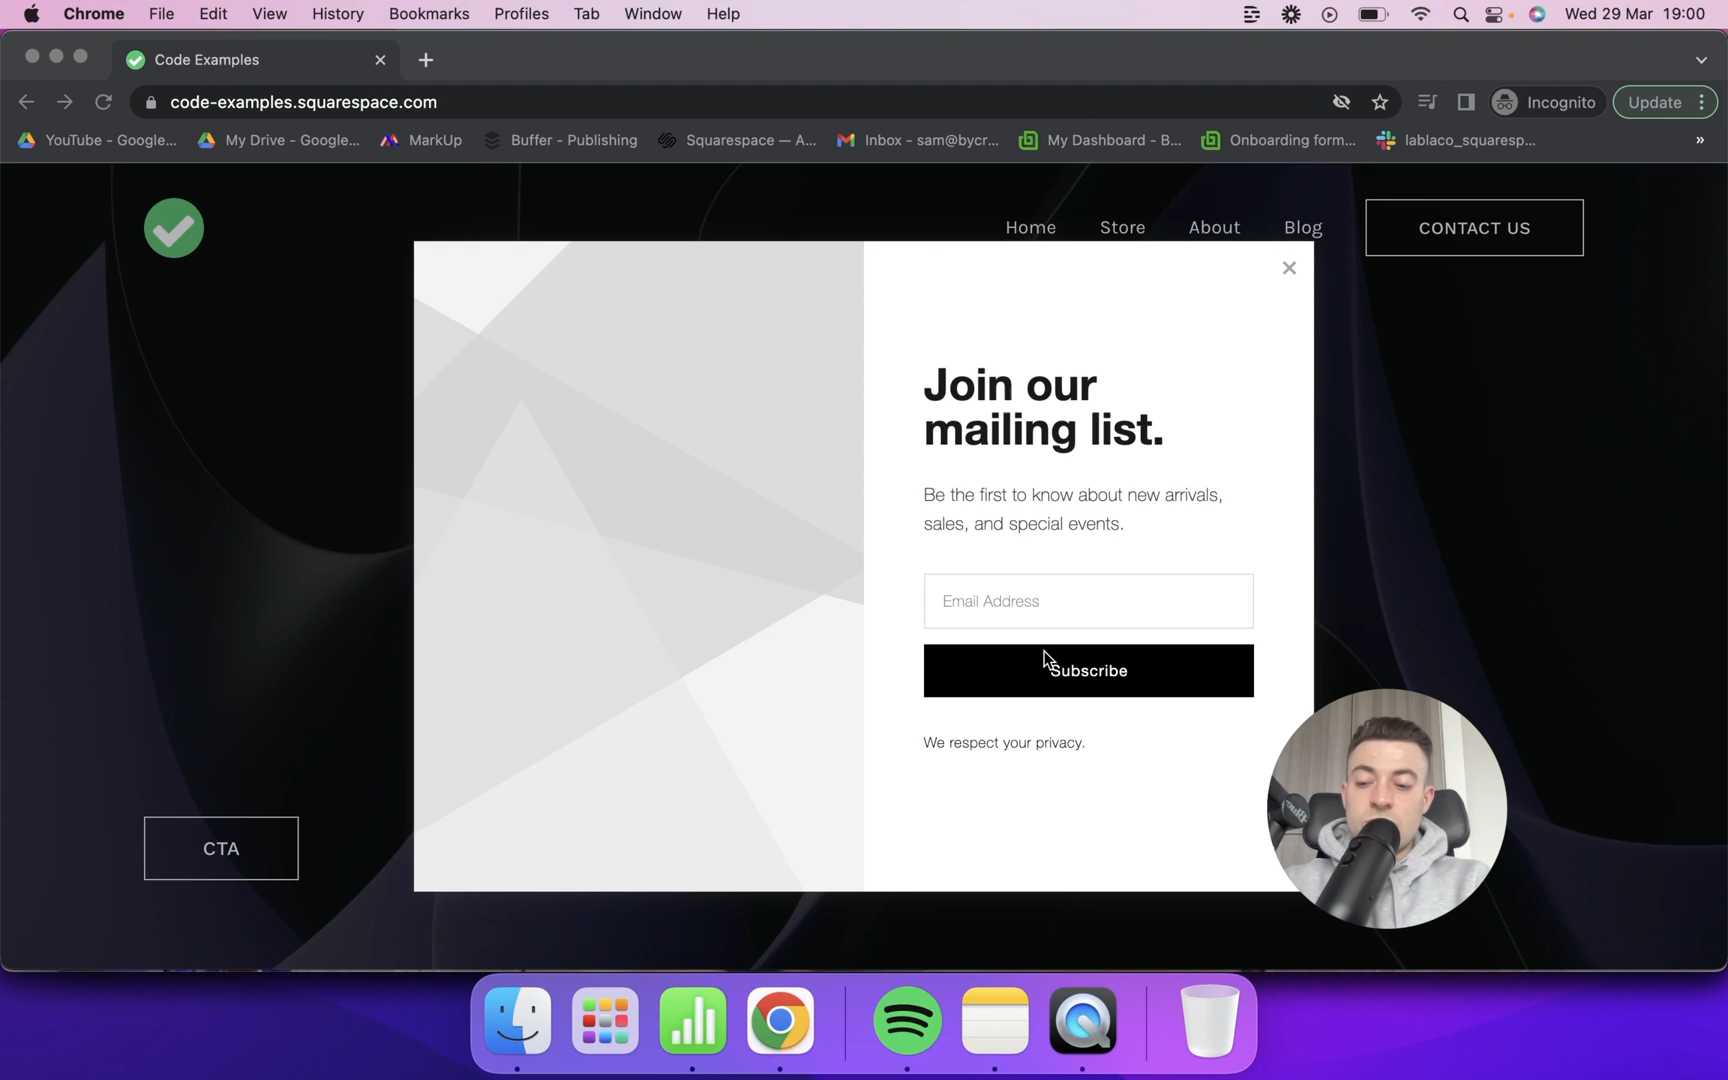 Chrome File Edit View History Bookmarks Profiles Tab Window Help Wed 29 Mar 19:00
Code Examples
code-examples.squarespace.com Incognito Update
YouTube - Google... My Drive - Google... MarkUp Buffer - Publishing Squarespace — A... Inbox - sam@bycr... My Dashboard - B... Onboarding form... lablaco_squaresp... »
Home Store About Blog CONTACT US
Join our
mailing list.
Be the first to know about new arrivals,
sales, and special events.
Email Address
Subscribe
We respect your privacy.
CTA